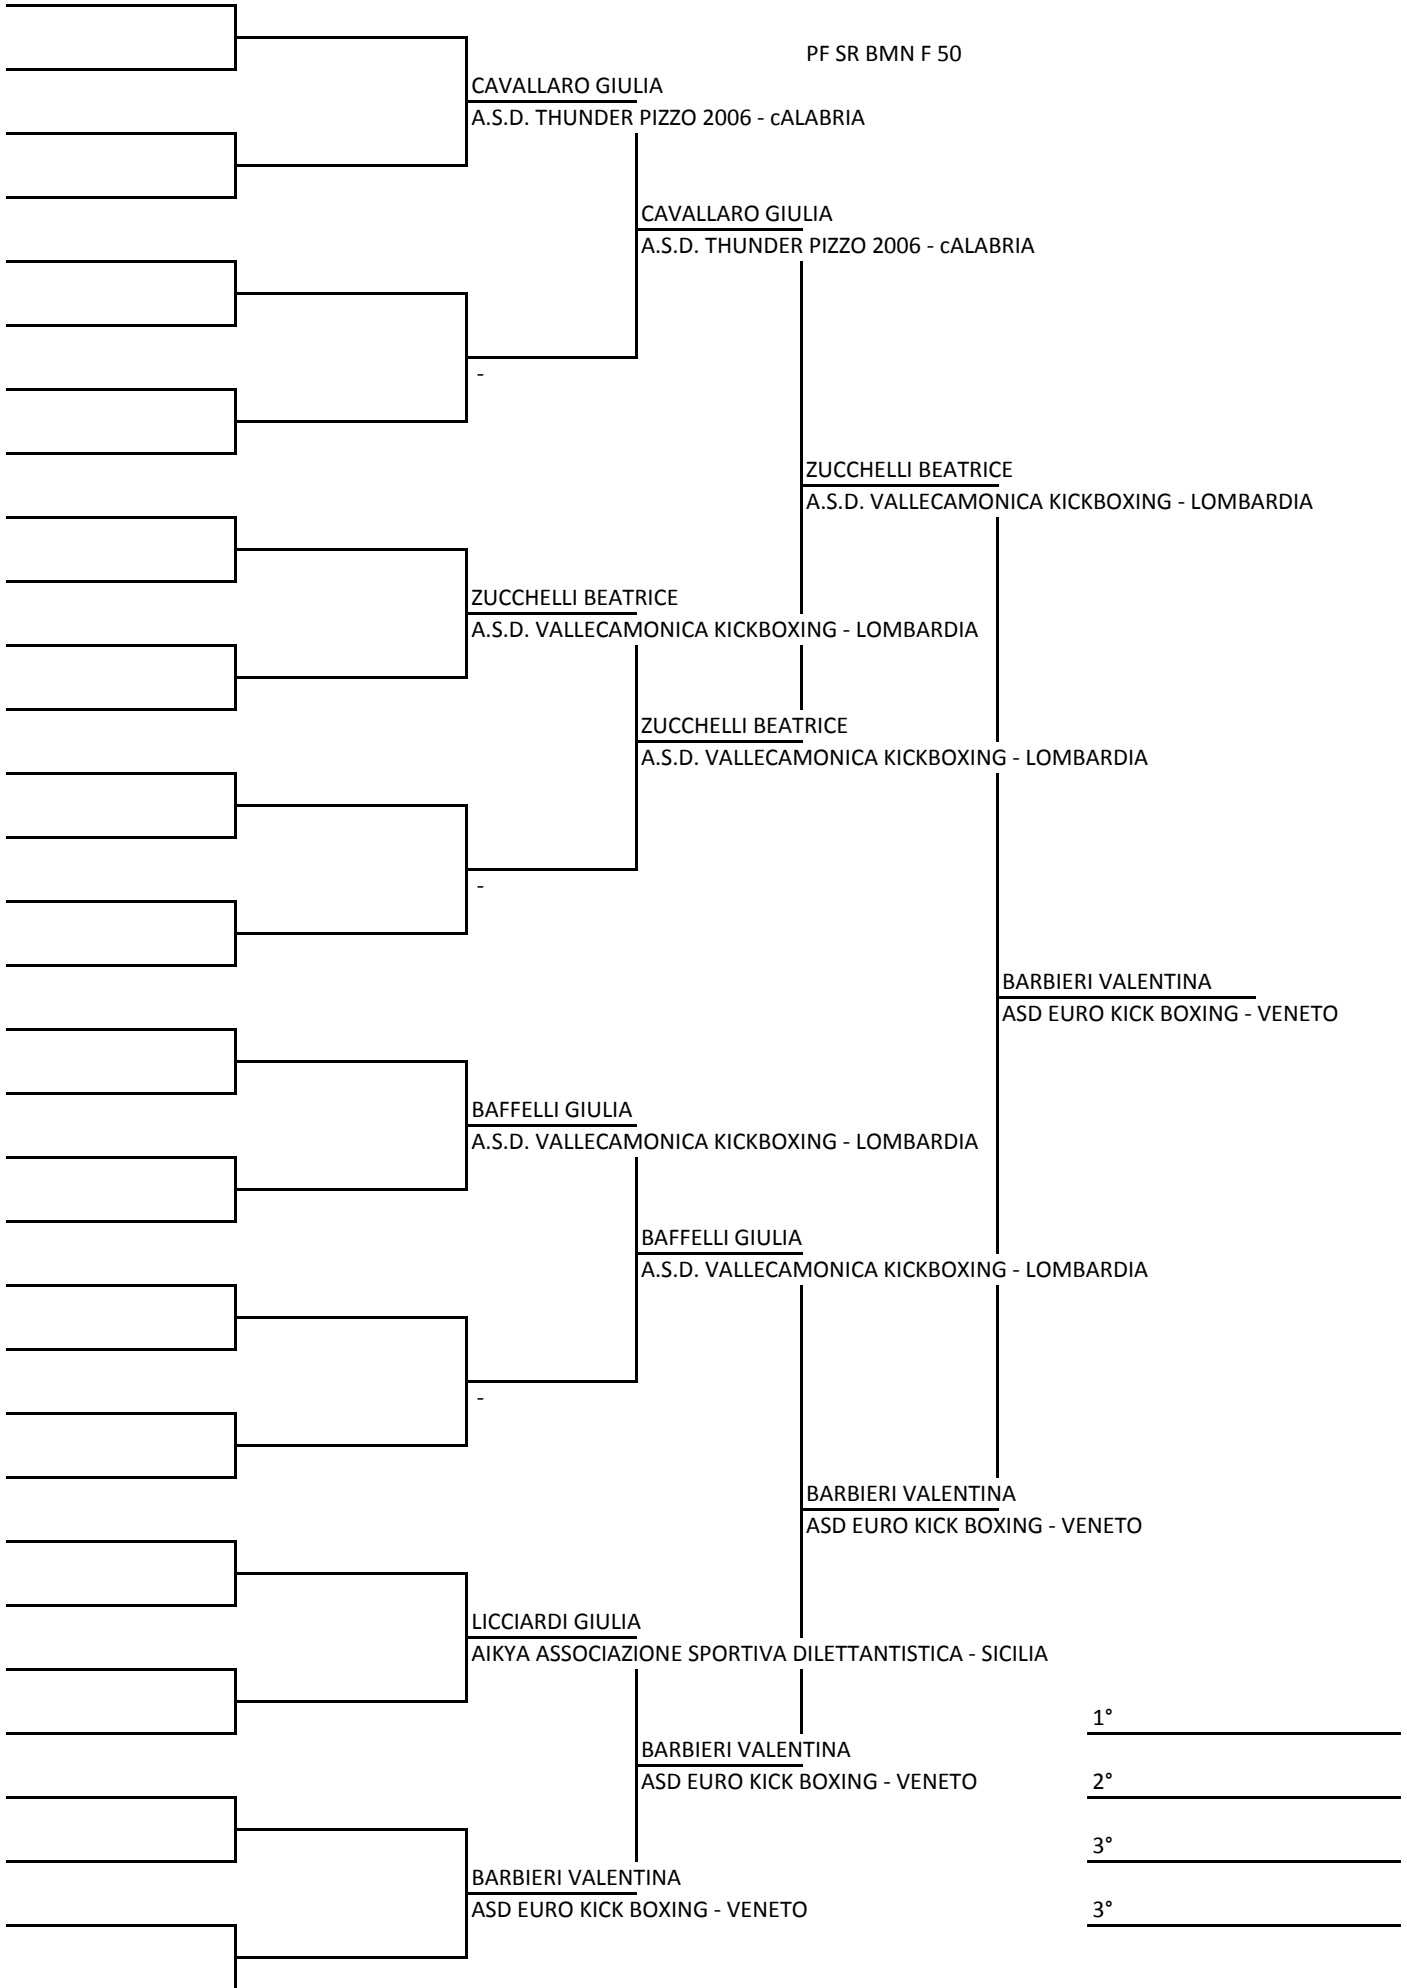 PF SR BMN F 50
CAVALLARO GIULIA
A.S.D. THUNDER PIZZO 2006 - cALABRIA
CAVALLARO GIULIA
A.S.D. THUNDER PIZZO 2006 - cALABRIA
-
ZUCCHELLI BEATRICE
A.S.D. VALLECAMONICA KICKBOXING - LOMBARDIA
ZUCCHELLI BEATRICE
A.S.D. VALLECAMONICA KICKBOXING - LOMBARDIA
ZUCCHELLI BEATRICE
A.S.D. VALLECAMONICA KICKBOXING - LOMBARDIA
-
BARBIERI VALENTINA
ASD EURO KICK BOXING - VENETO
BAFFELLI GIULIA
A.S.D. VALLECAMONICA KICKBOXING - LOMBARDIA
BAFFELLI GIULIA
A.S.D. VALLECAMONICA KICKBOXING - LOMBARDIA
-
BARBIERI VALENTINA
ASD EURO KICK BOXING - VENETO
LICCIARDI GIULIA
AIKYA ASSOCIAZIONE SPORTIVA DILETTANTISTICA - SICILIA
1°
BARBIERI VALENTINA
ASD EURO KICK BOXING - VENETO
2°
3°
BARBIERI VALENTINA
ASD EURO KICK BOXING - VENETO
3°